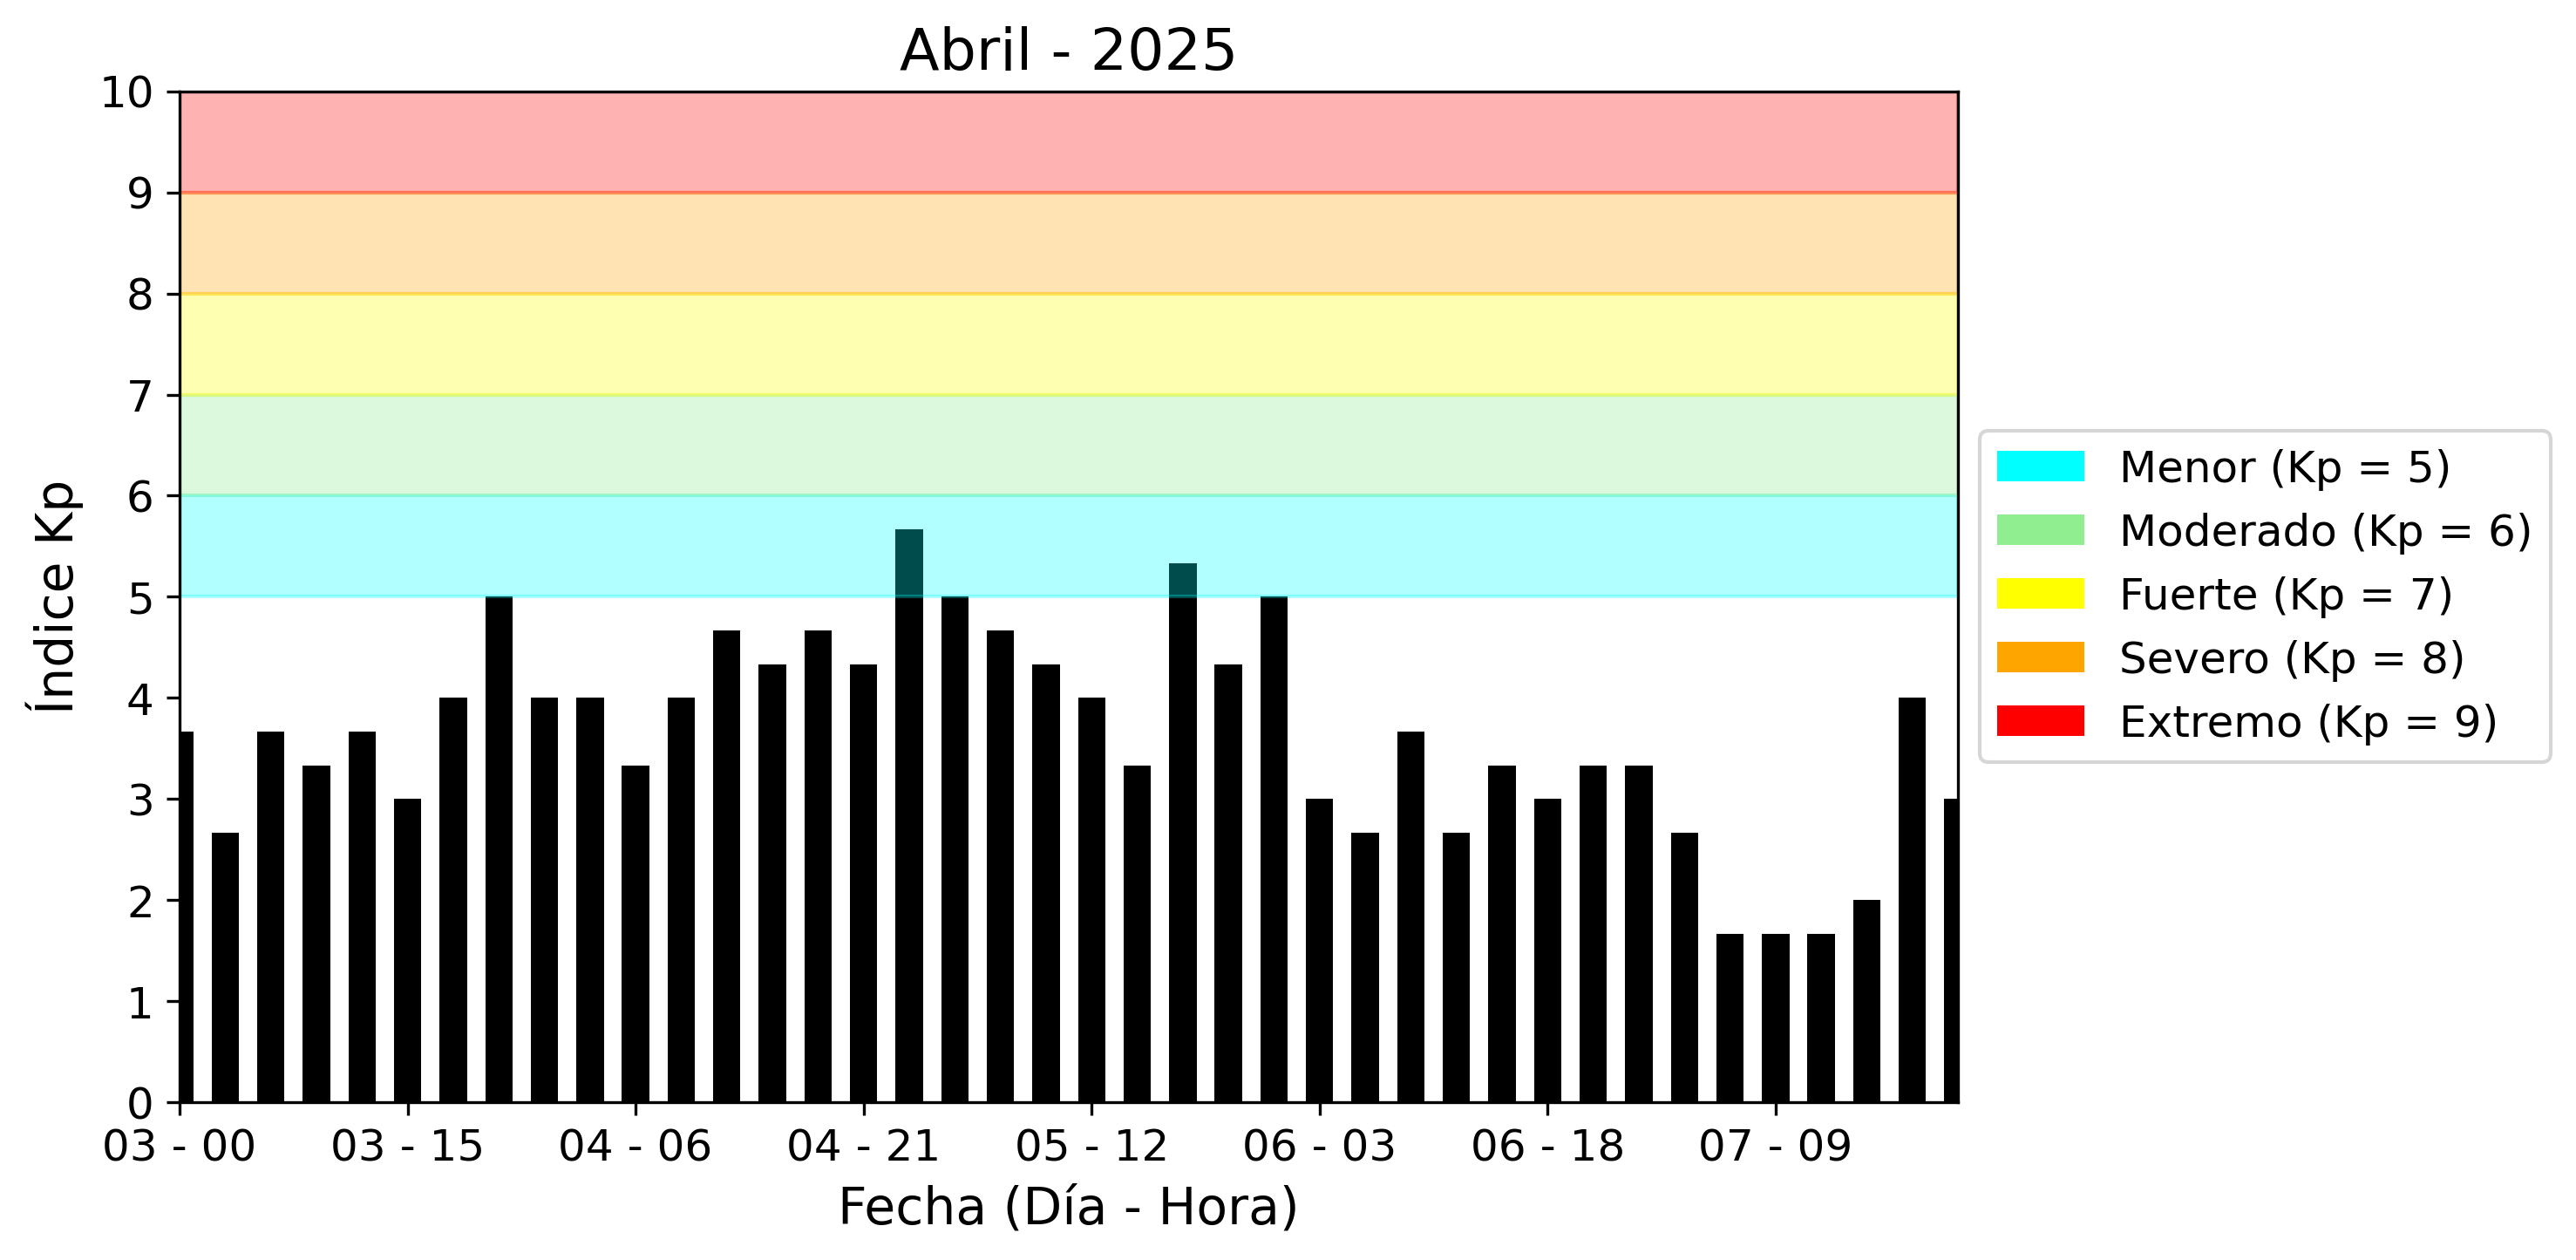 Abril - 2025
10
9
8
7
6
5
4
3
2
1
0
Índice Kp
03 - 00
03 - 15
04 - 06
04 - 21
05 - 12
06 - 03
06 - 18
07 - 09
Fecha (Día - Hora)
Menor (Kp = 5)
Moderado (Kp = 6)
Fuerte (Kp = 7)
Severo (Kp = 8)
Extremo (Kp = 9)